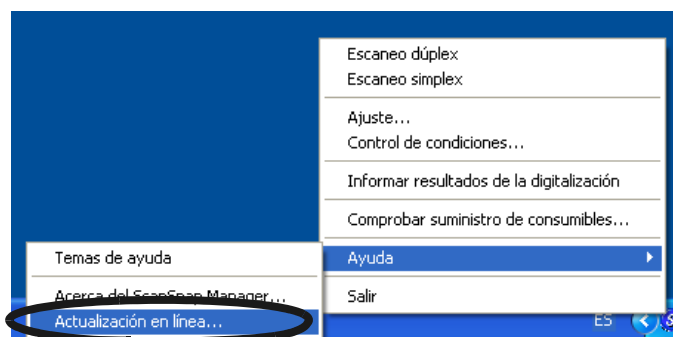 Escaneo dúplex
Escaneo simplex
Ajuste...
Control de condiciones...
Informar resultados de la digitalización
Comprobar suministro de consumibles...
Ayuda
Salir
Temas de ayuda
Acerca del ScanSnap Manager...
Actualización en línea...
ES